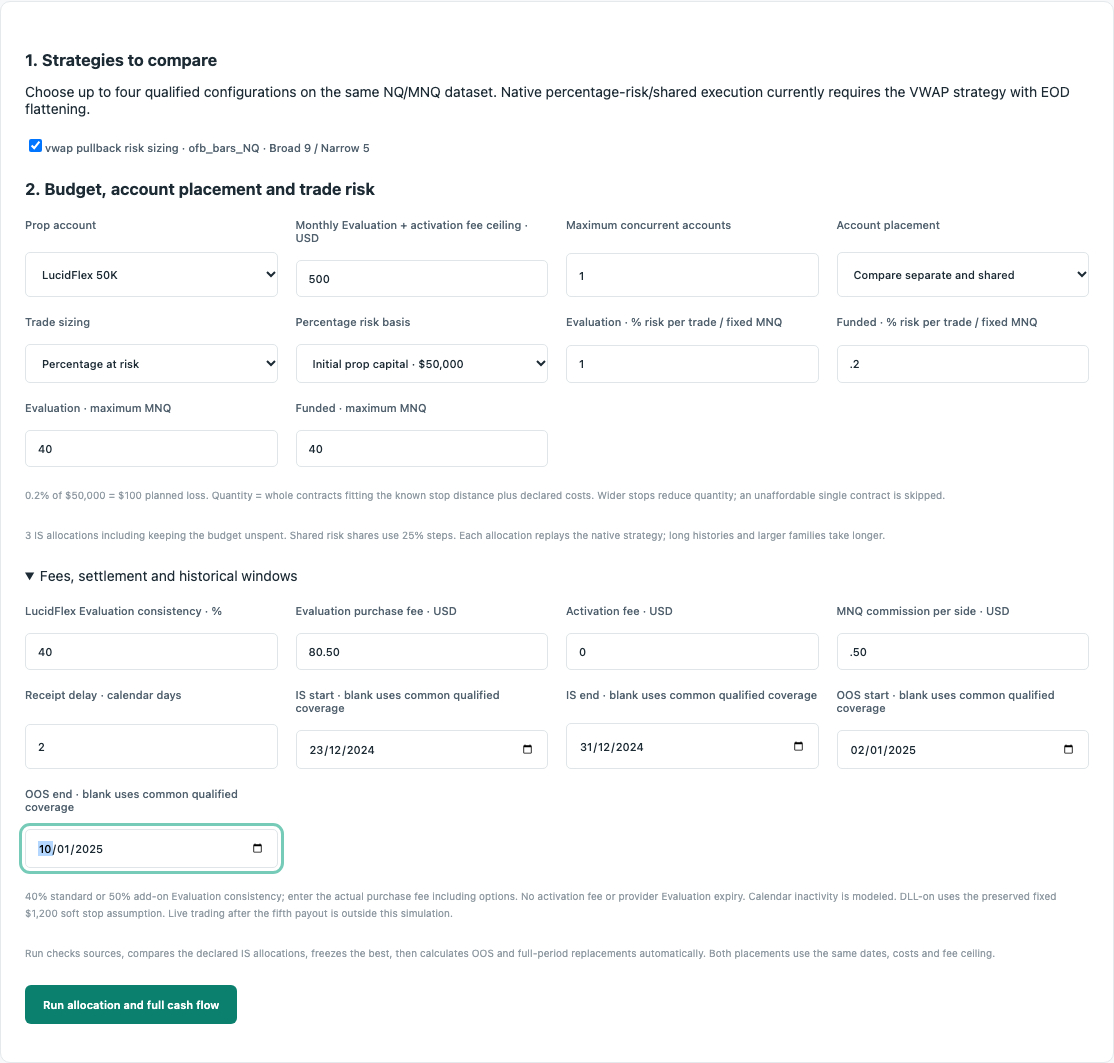 1. Strategies to compare
Choose up to four qualified configurations on the same NQ/MNQ dataset. Native percentage-risk/shared execution currently requires the VWAP strategy with EOD
flattening.
vwap pullback risk sizing · ofb_bars_NQ · Broad 9 / Narrow 5
2. Budget, account placement and trade risk
Prop account
Monthly Evaluation + activation fee ceiling ·
USD
Maximum concurrent accounts
Account placement
LucidFlex 50K
500
1
Compare separate and shared
Trade sizing
Percentage risk basis
Evaluation · % risk per trade / fixed MNQ
Funded · % risk per trade / fixed MNQ
Percentage at risk
Initial prop capital · $50,000
1
.2
Evaluation · maximum MNQ
Funded · maximum MNQ
40
40
0.2% of $50,000 = $100 planned loss. Quantity = whole contracts fitting the known stop distance plus declared costs. Wider stops reduce quantity; an unaffordable single contract is skipped.
3 IS allocations including keeping the budget unspent. Shared risk shares use 25% steps. Each allocation replays the native strategy; long histories and larger families take longer.
▼ Fees, settlement and historical windows
LucidFlex Evaluation consistency · %
Evaluation purchase fee · USD
Activation fee · USD
MNQ commission per side · USD
40
80.50
0
.50
Receipt delay · calendar days
IS start · blank uses common qualified
coverage
IS end · blank uses common qualified coverage
OOS start · blank uses common qualified
coverage
2
23/12/2024
31/12/2024
02/01/2025
OOS end · blank uses common qualified
coverage
10/01/2025
40% standard or 50% add-on Evaluation consistency; enter the actual purchase fee including options. No activation fee or provider Evaluation expiry. Calendar inactivity is modeled. DLL-on uses the preserved fixed
$1,200 soft stop assumption. Live trading after the fifth payout is outside this simulation.
Run checks sources, compares the declared IS allocations, freezes the best, then calculates OOS and full-period replacements automatically. Both placements use the same dates, costs and fee ceiling.
Run allocation and full cash flow